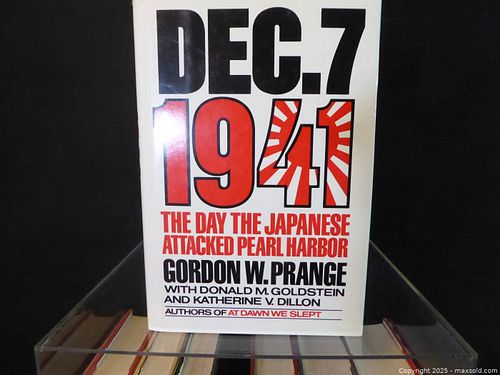 DEC.7
1941
THE DAY THE JAPANESE
ATTACKED PEARL HARBOR
GORDON W. PRANGE
WITH DONALD M. GOLDSTEIN
AND KATHERINE V. DILLON
AUTHORS OF AT DAWN WE SLEPT
Copyright 2025 - maxsold.com